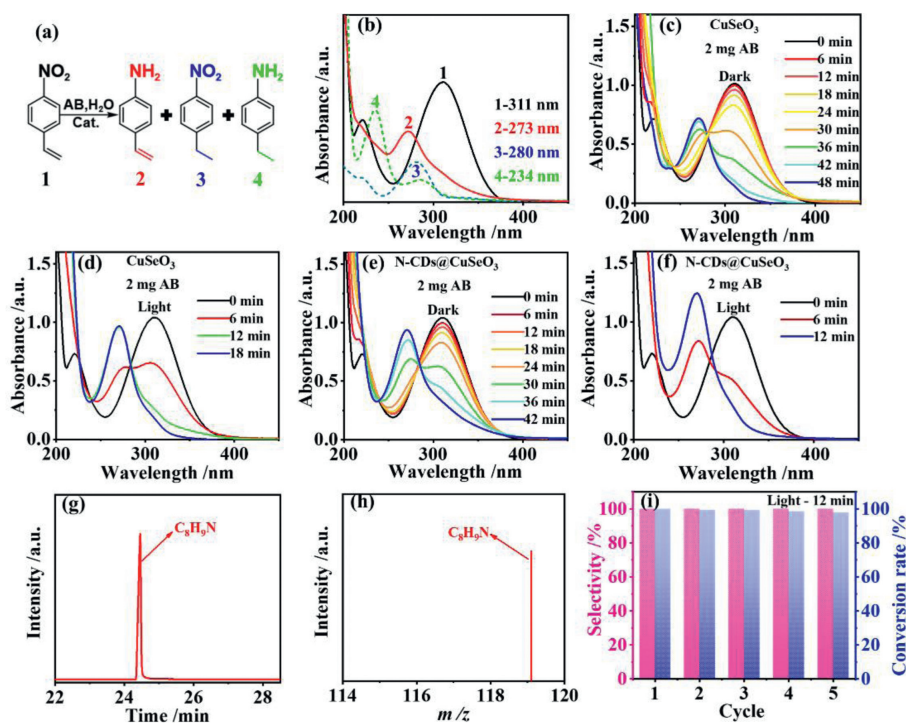 (a)
NO₂
NH₂
NO₂
NH₂
AB,H₂O
Cat.
+
+
1
2
3
4
(b)
1
4
2
3
1-311 nm
2-273 nm
3-280 nm
4-234 nm
Absorbance /a.u.
200 300 400
Wavelength /nm
(c)
CuSeO₃
2 mg AB
Dark
0 min
6 min
12 min
18 min
24 min
30 min
36 min
42 min
48 min
1.5
1.0
0.5
0.0
Absorbance /a.u.
200 300 400
Wavelength /nm
(d)
CuSeO₃
2 mg AB
Light
0 min
6 min
12 min
18 min
1.5
1.0
0.5
0.0
Absorbance /a.u.
200 300 400
Wavelength /nm
(e)
N-CDs@CuSeO₃
2 mg AB
Dark
0 min
6 min
12 min
18 min
24 min
30 min
36 min
42 min
1.5
1.0
0.5
0.0
Absorbance /a.u.
200 300 400
Wavelength /nm
(f)
N-CDs@CuSeO₃
2 mg AB
Light
0 min
6 min
12 min
1.5
1.0
0.5
0.0
Absorbance /a.u.
200 300 400
Wavelength /nm
(g)
C₈H₉N
Intensity /a.u.
22 24 26 28
Time /min
(h)
C₈H₉N
Intensity /a.u.
114 116 118 120
m/z
(i)
Light - 12 min
100
80
60
40
20
0
Selectivity /%
100
80
60
40
20
0
Conversion rate /%
1 2 3 4 5
Cycle